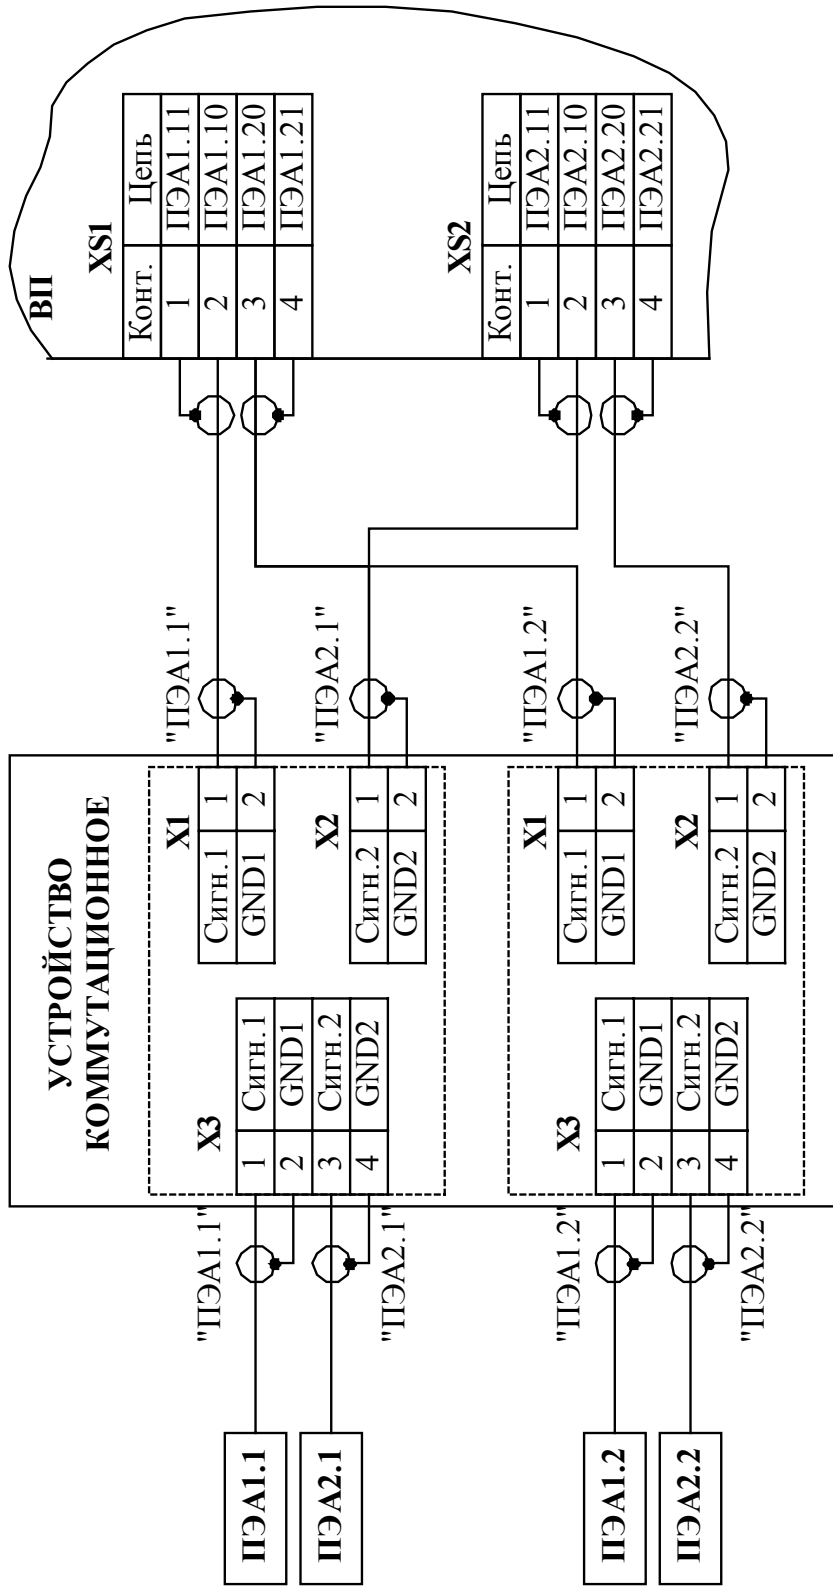 УСТРОЙСТВО
КОММУТАЦИОННОЕ
ПЭА1.1
"ПЭА1.1"
ПЭА2.1
"ПЭА2.1"
X3
1 Сигн.1
2 GND1
3 Сигн.2
4 GND2
X1
Сигн.1 1
GND1 2
"ПЭА1.1"
X2
Сигн.2 1
GND2 2
"ПЭА2.1"
ПЭА1.2
"ПЭА1.2"
ПЭА2.2
"ПЭА2.2"
X3
1 Сигн.1
2 GND1
3 Сигн.2
4 GND2
X1
Сигн.1 1
GND1 2
"ПЭА1.2"
X2
Сигн.2 1
GND2 2
"ПЭА2.2"
ВП
XS1
Конт. Цепь
1 ПЭА1.11
2 ПЭА1.10
3 ПЭА1.20
4 ПЭА1.21
XS2
Конт. Цепь
1 ПЭА2.11
2 ПЭА2.10
3 ПЭА2.20
4 ПЭА2.21